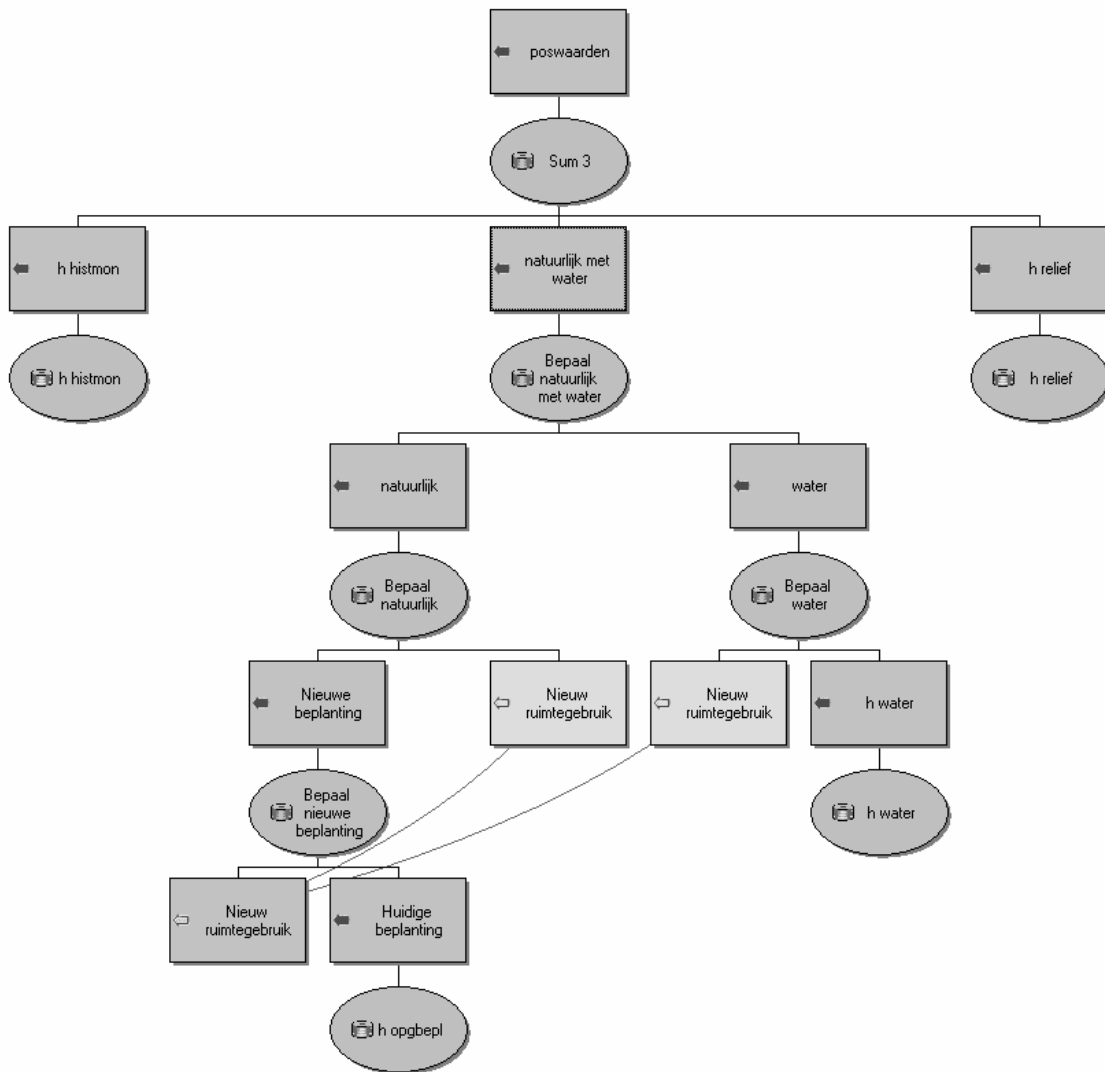 poswaarden
Sum 3
h histmon
natuurlijk met
water
h relief
h histmon
Bepaal
natuurlijk
met water
h relief
natuurlijk
water
Bepaal
natuurlijk
Bepaal
water
Nieuwe
beplanting
Nieuw
ruimtegebruik
Nieuw
ruimtegebruik
h water
Bepaal
nieuwe
beplanting
h water
Nieuw
ruimtegebruik
Huidige
beplanting
h opgbepl